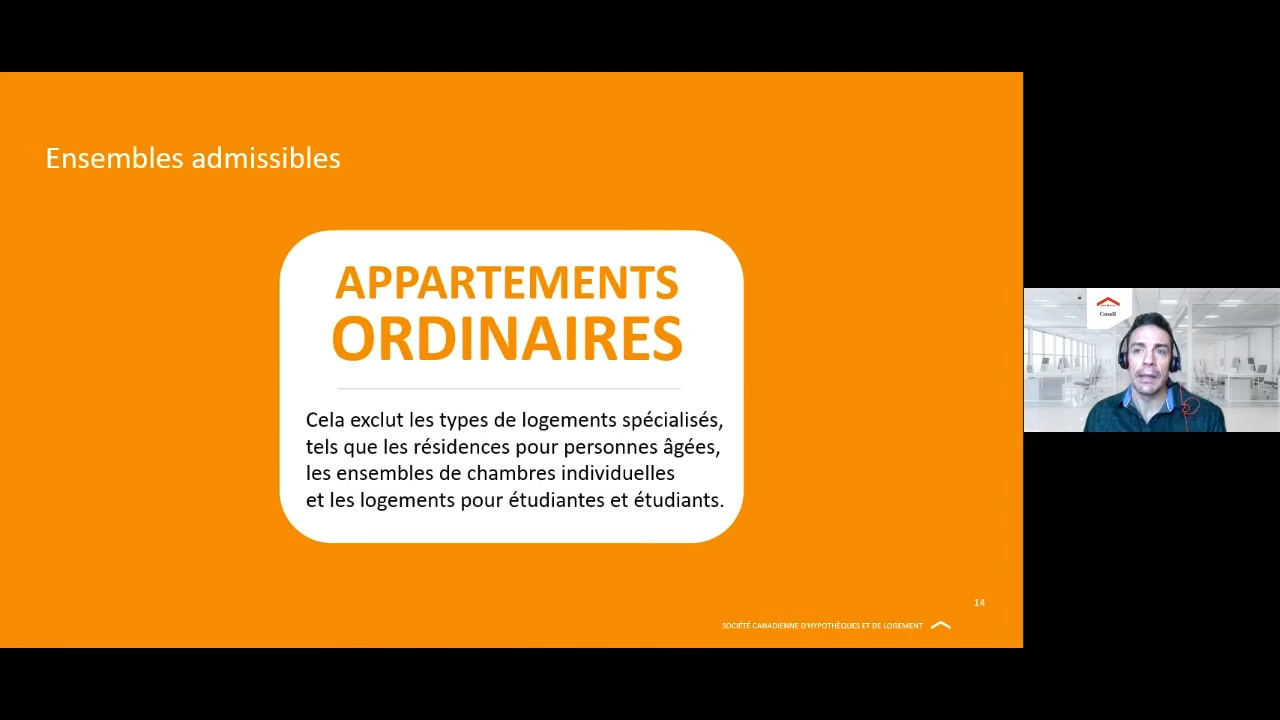 Ensembles admissibles
APPARTEMENTS
ORDINAIRES
Cela exclut les types de logements spécialisés,
tels que les résidences pour personnes âgées,
les ensembles de chambres individuelles
et les logements pour étudiantes et étudiants.
14
SOCIÉTÉ CANADIENNE D'HYPOTHÈQUES ET DE LOGEMENT
Canada